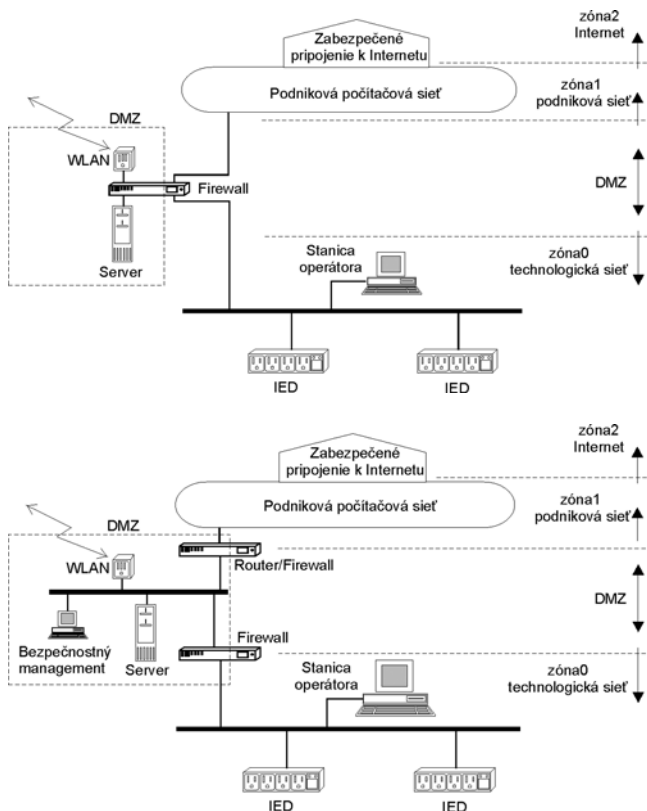 zóna2
Internet
Zabezpečené
pripojenie k Internetu
Podniková počítačová sieť
zóna1
podniková sieť
DMZ
WLAN
Firewall
DMZ
Server
Stanica
operátora
zóna0
technologická sieť
IED
IED
zóna2
Internet
Zabezpečené
pripojenie k Internetu
Podniková počítačová sieť
zóna1
podniková sieť
DMZ
WLAN
Router/Firewall
DMZ
Bezpečnostný
management
Server
Firewall
Stanica
operátora
zóna0
technologická sieť
IED
IED